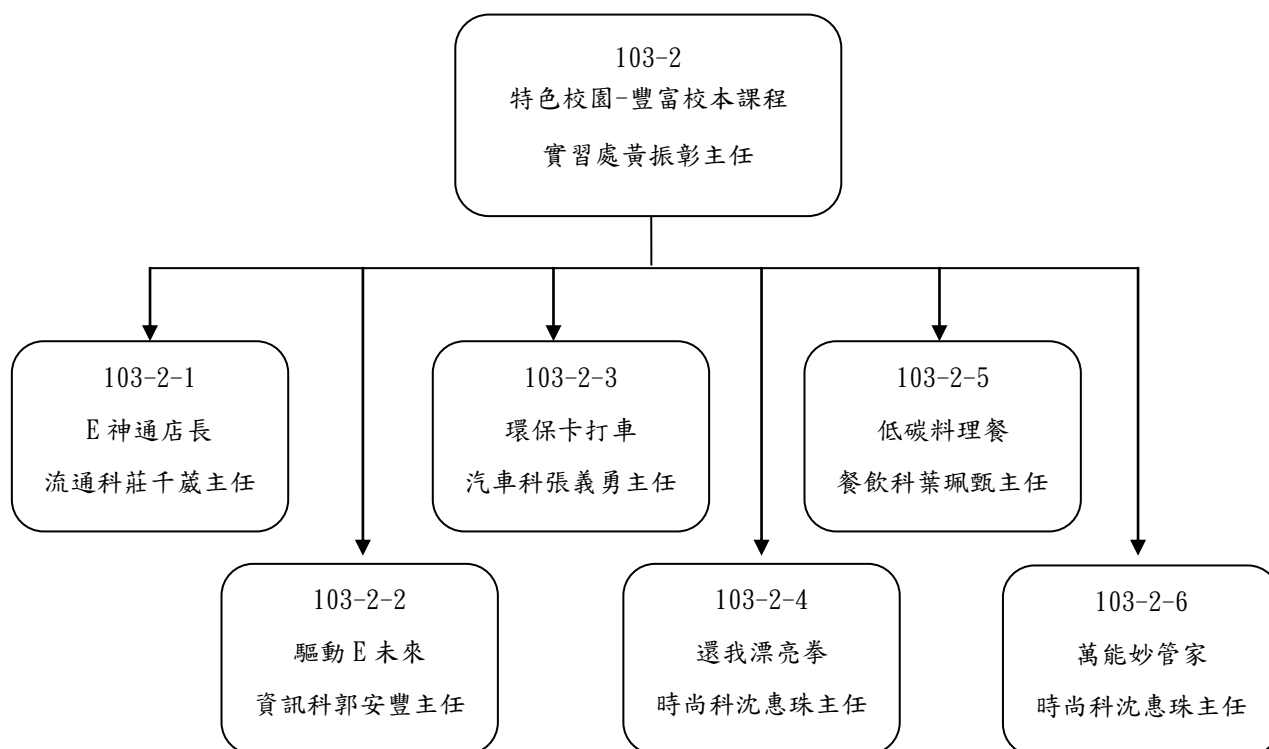 103-2
特色校園-豐富校本課程
實習處黃振彰主任
103-2-1
E神通店長
流通科莊千葳主任
103-2-3
環保卡打車
汽車科張義勇主任
103-2-5
低碳料理餐
餐飲科葉珮甄主任
103-2-2
驅動E未來
資訊科郭安豐主任
103-2-4
還我漂亮拳
時尚科沈惠珠主任
103-2-6
萬能妙管家
時尚科沈惠珠主任